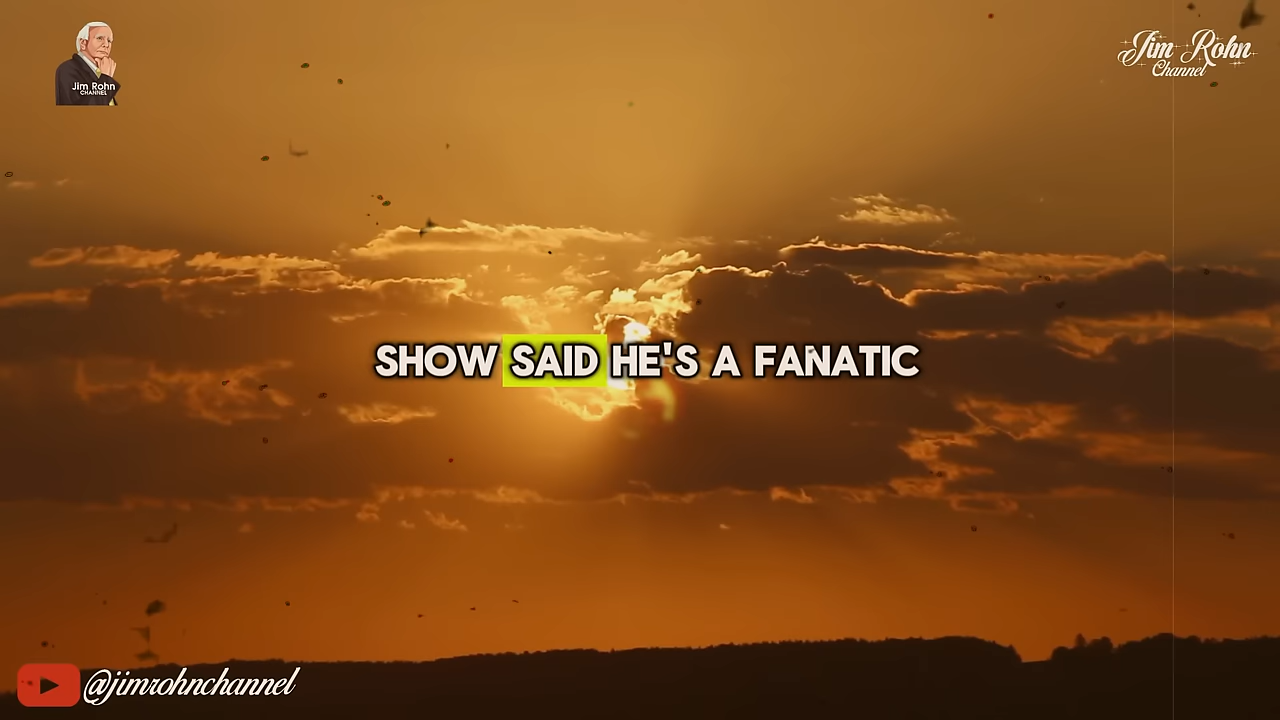 Jim Rohn
CHANNEL
Jim Rohn
Channel
SHOW SAID HE'S A FANATIC
@jimrohnchannel